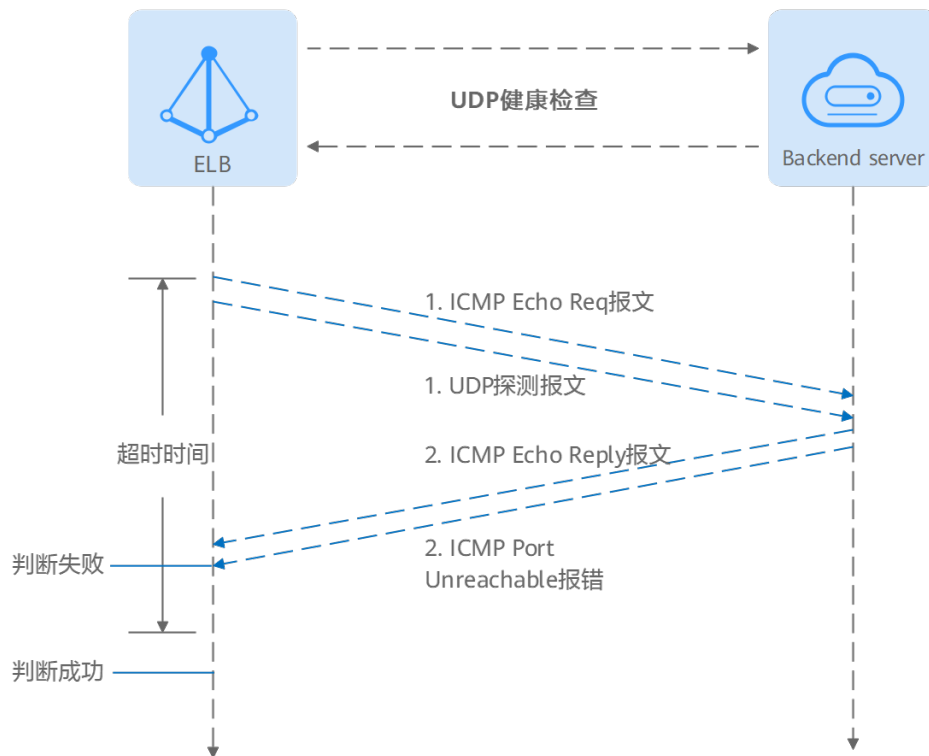 UDP健康检查
ELB
Backend server
1. ICMP Echo Req报文
1. UDP探测报文
超时时间
2. ICMP Echo Reply报文
2. ICMP Port
Unreachable报错
判断失败
判断成功